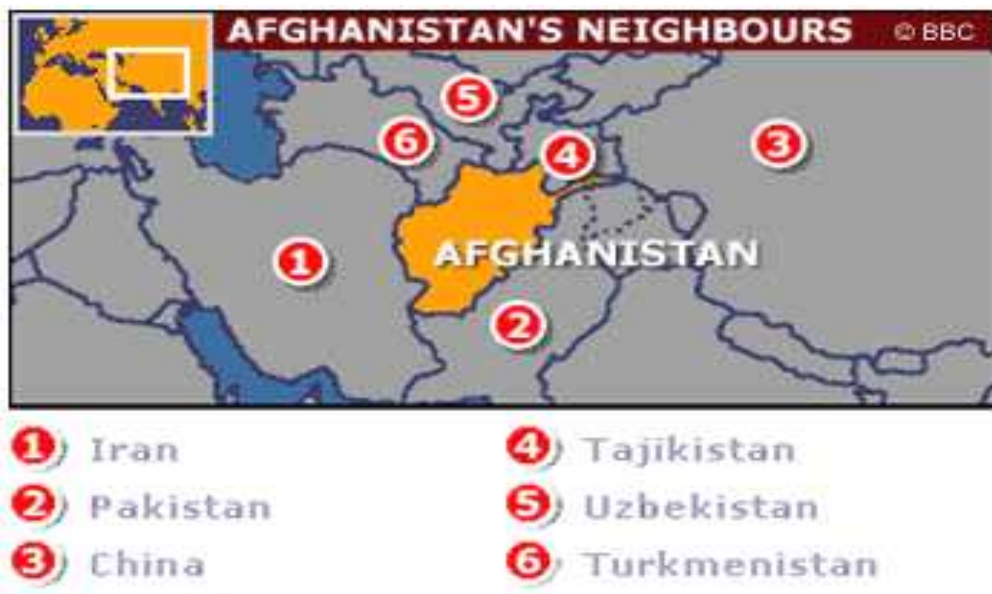 AFGHANISTAN'S NEIGHBOURS © BBC
5
6
4
3
AFGHANISTAN
1
2
1 Iran
2 Pakistan
3 China
4 Tajikistan
5 Uzbekistan
6 Turkmenistan